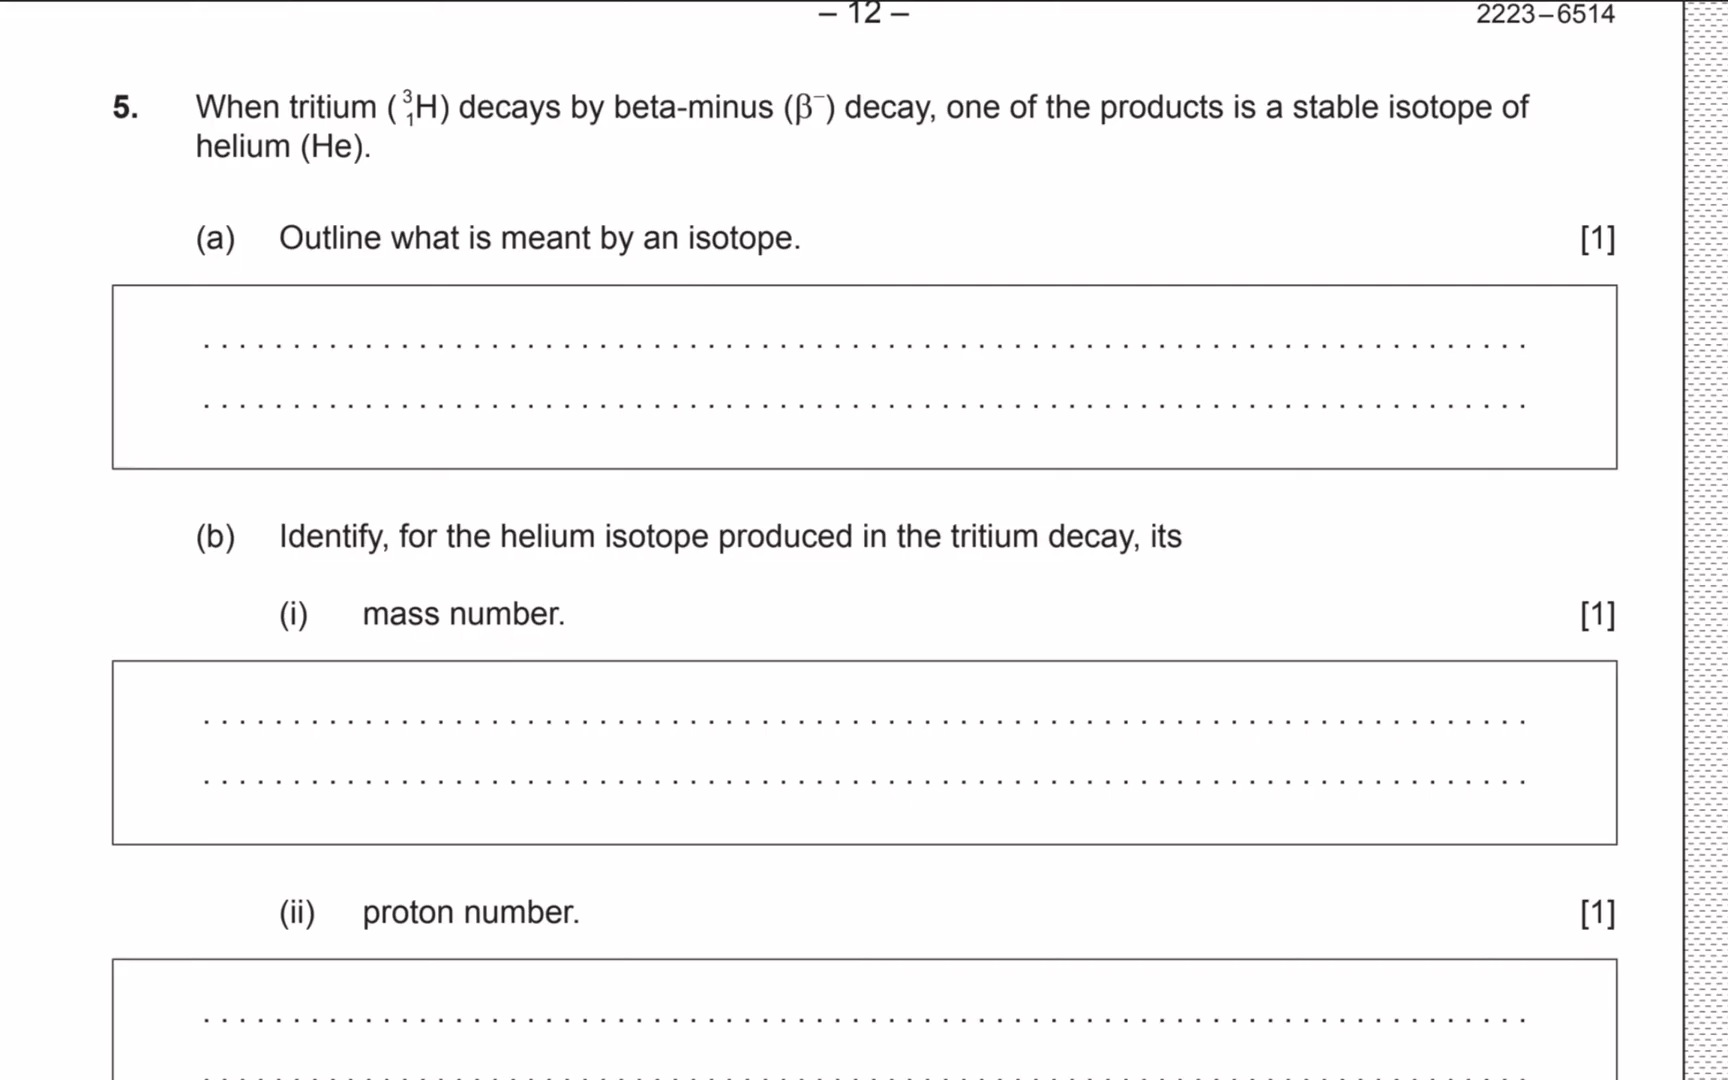 – 12 –
2223–6514
5. When tritium (³₁H) decays by beta-minus (β⁻) decay, one of the products is a stable isotope of
helium (He).
(a) Outline what is meant by an isotope. [1]
(b) Identify, for the helium isotope produced in the tritium decay, its
(i) mass number. [1]
(ii) proton number. [1]